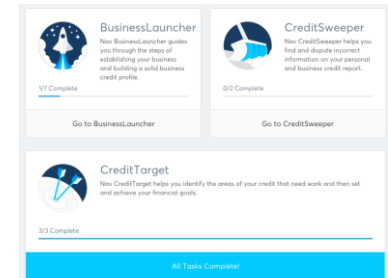 BusinessLauncher
Nav BusinessLauncher guides
you through the steps of
establishing your business
and building a solid business
credit profile.
1/7 Complete
Go to BusinessLauncher
CreditSweeper
Nav CreditSweeper helps you
find and dispute incorrect
information on your personal
and business credit report.
0/2 Complete
Go to CreditSweeper
CreditTarget
Nav CreditTarget helps you identify the areas of your credit that need work and then set
and achieve your financial goals.
3/3 Complete
All Tasks Complete!